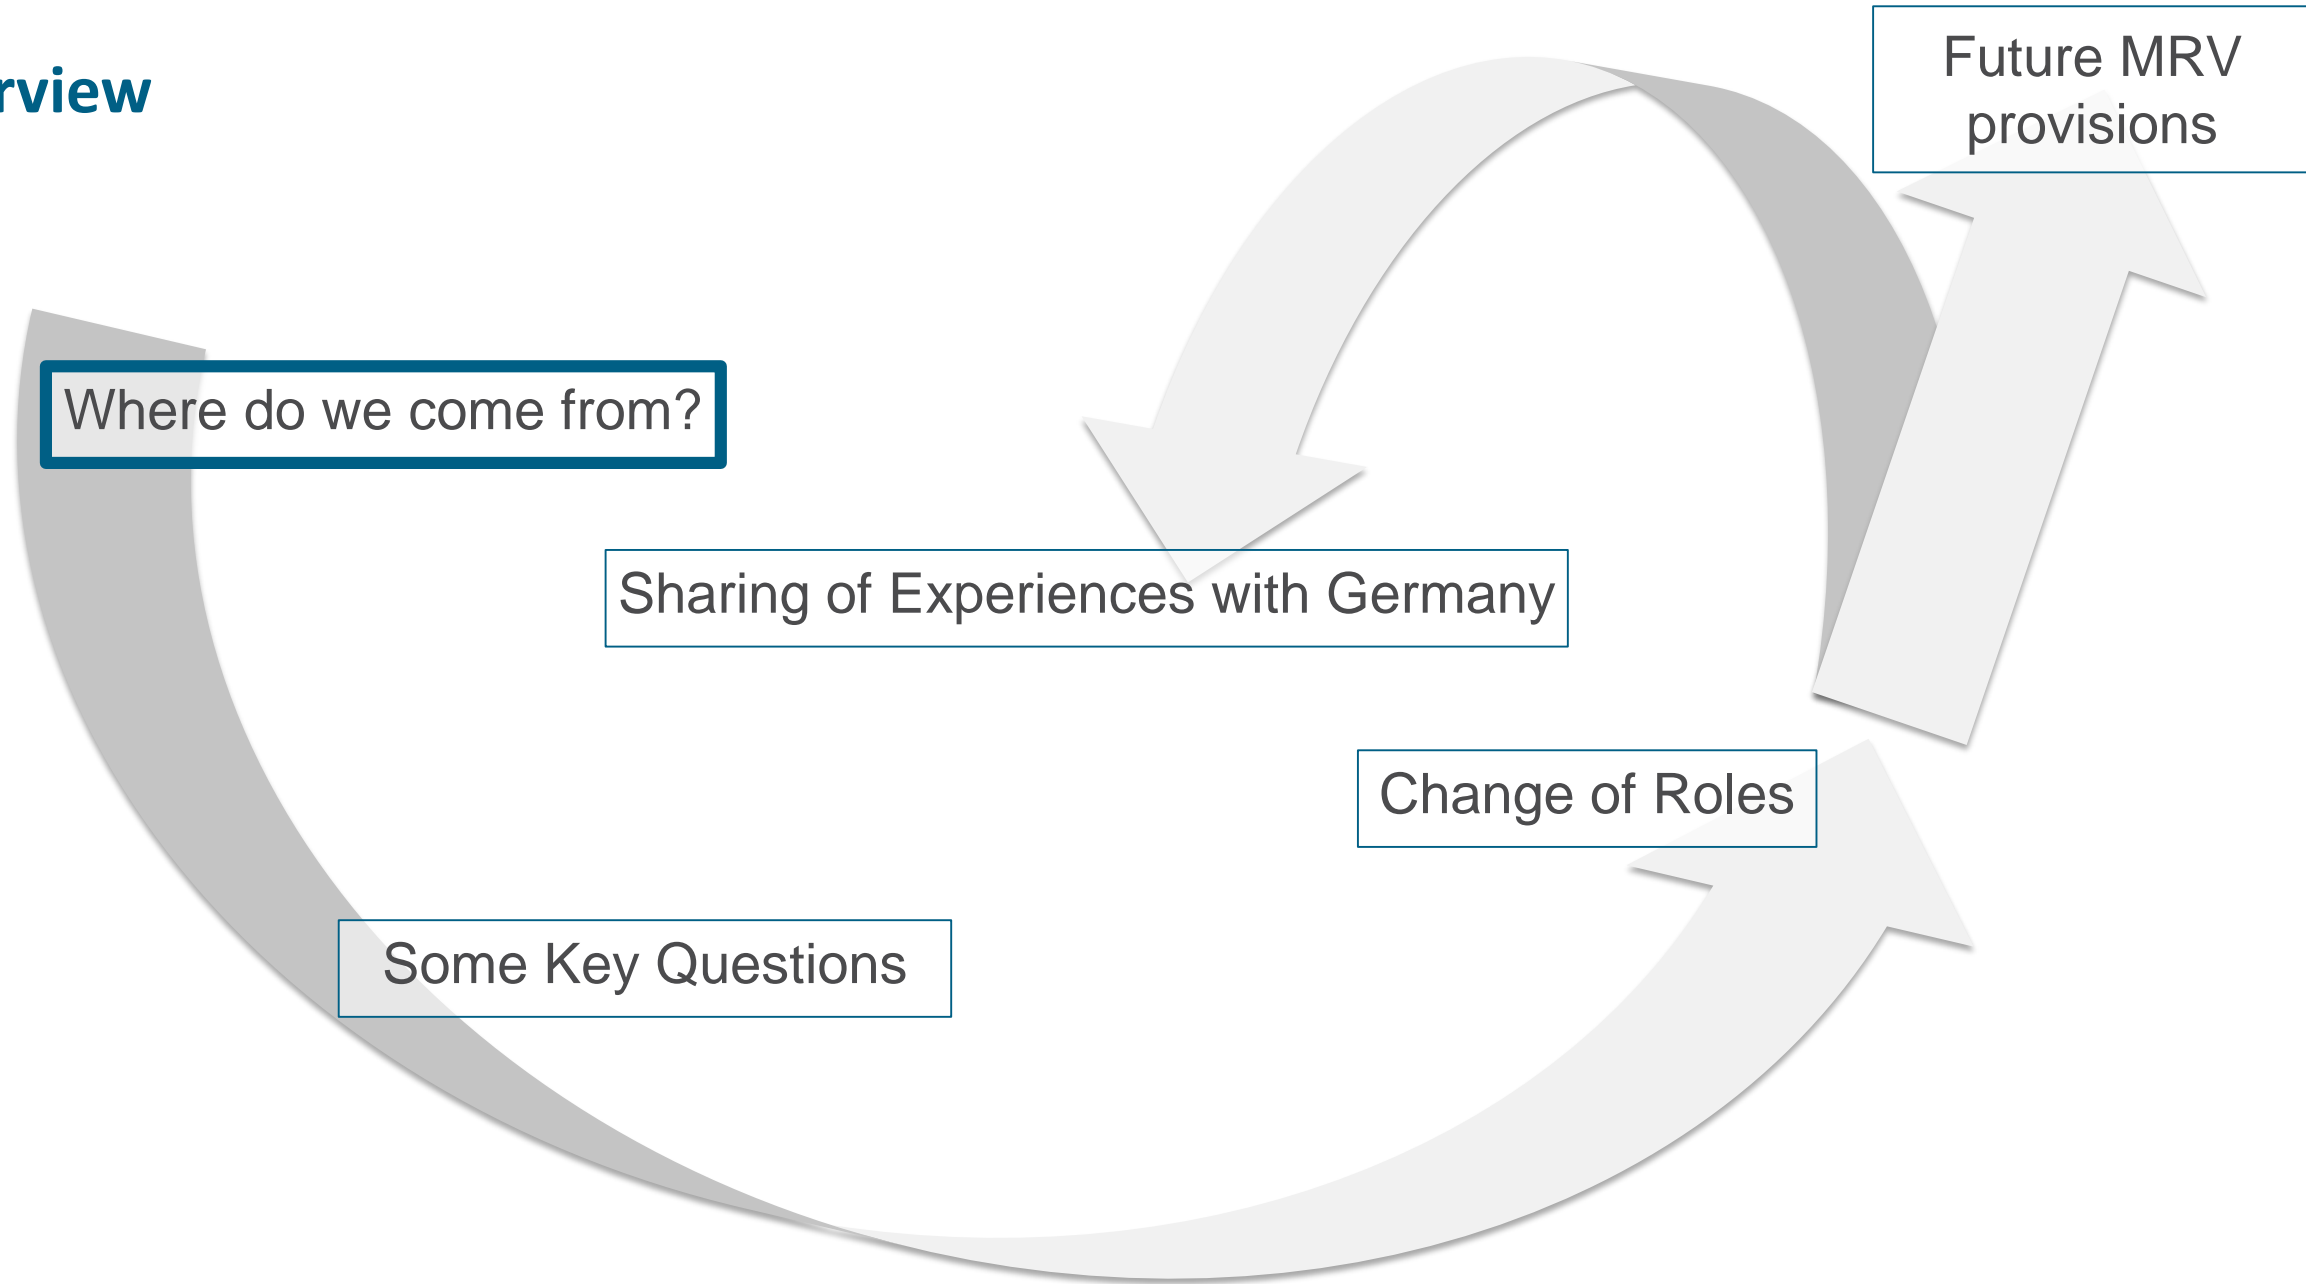 rview
Future MRV
provisions
Where do we come from?
Sharing of Experiences with Germany
Change of Roles
Some Key Questions